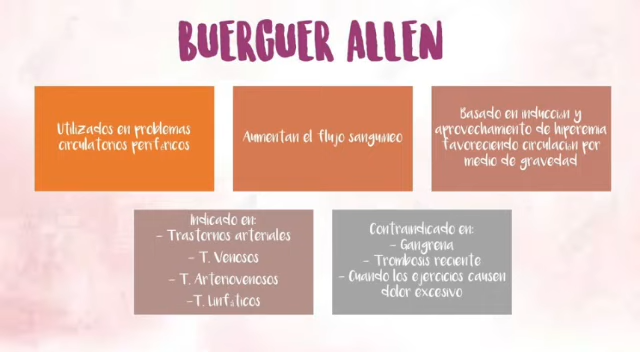 BUERGUER ALLEN
Utilizados en problemas
circulatorios periféricos
Aumentan el flujo sanguineo
Basado en inducción y
aprovechamiento de hiperemia
favoreciendo circulación por
medio de gravedad
Indicado en:
- Trastornos arteriales
- T. Venosos
- T. Arteriovenosos
-T. Linfáticos
Contraindicado en:
- Gangrena
- Trombosis reciente
- Cuando los ejercicios causen
dolor excesivo